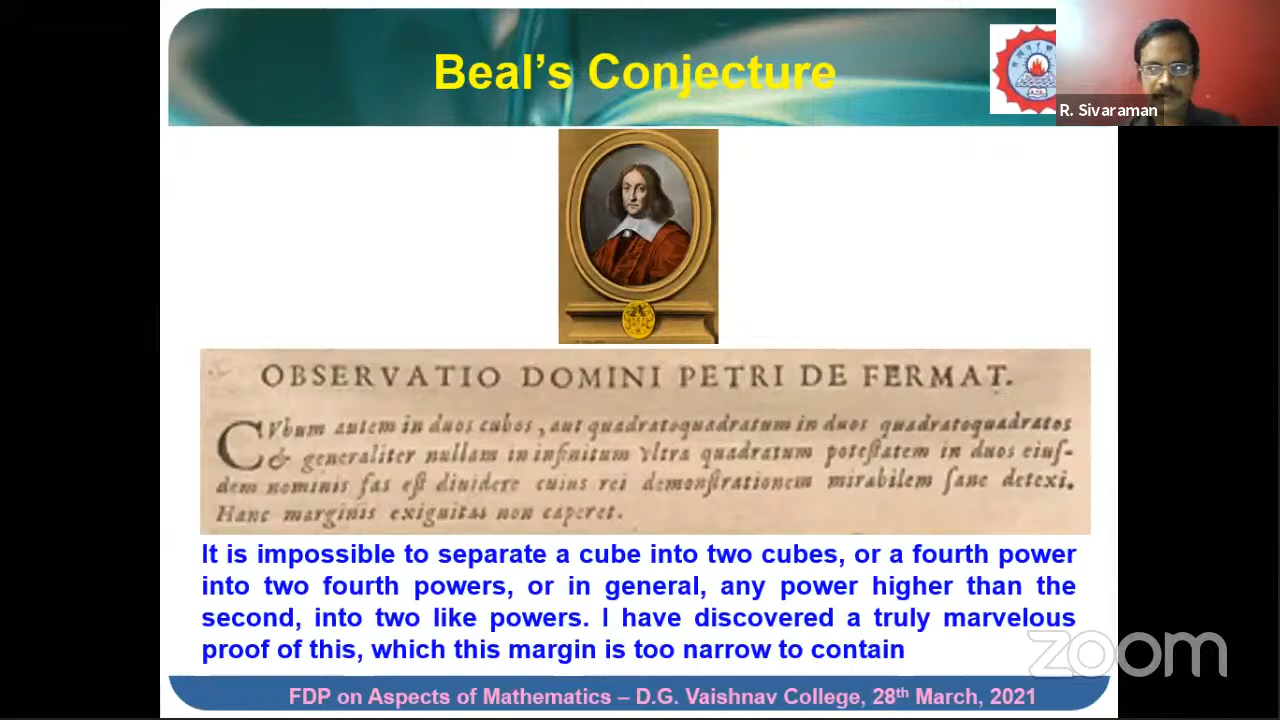 Beal’s Conjecture
R. Sivaraman
OBSERVATIO DOMINI PETRI DE FERMAT.
CVbum autem in duos cubos, aut quadratoquadratum in duos quadratoquadratos
& generaliter nullam in infinitum vltra quadratum poteſtatem in duos eiuſ-
dem nominis fas eſt diuidere cuius rei demonſtrationem mirabilem ſane detexi.
Hanc marginis exiguitas non caperet.
It is impossible to separate a cube into two cubes, or a fourth power
into two fourth powers, or in general, any power higher than the
second, into two like powers. I have discovered a truly marvelous
proof of this, which this margin is too narrow to contain
zoom
FDP on Aspects of Mathematics – D.G. Vaishnav College, 28th March, 2021